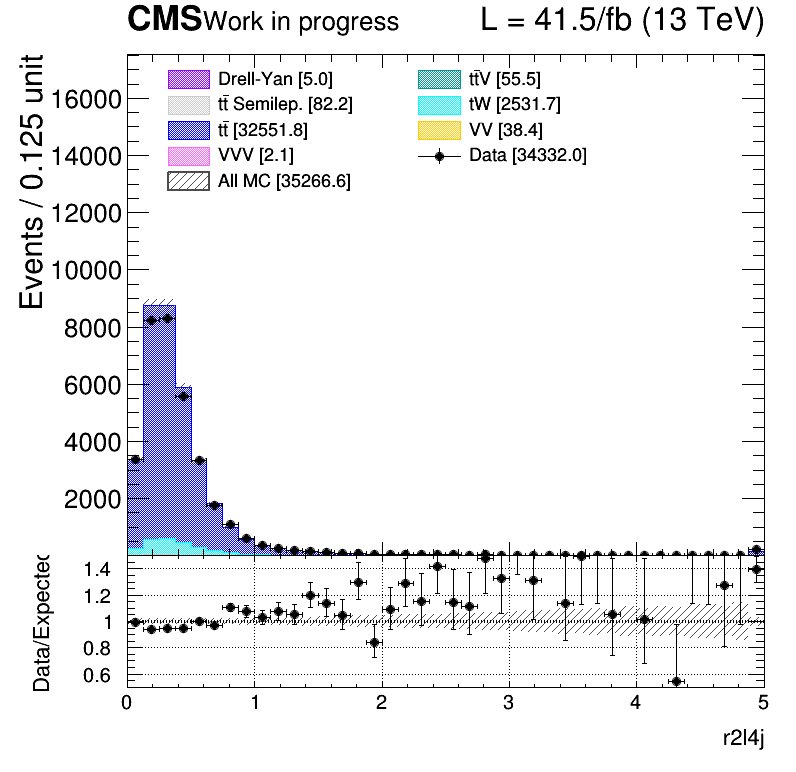 CMS Work in progress L = 41.5/fb (13 TeV)
Events / 0.125 unit
16000
14000
12000
10000
8000
6000
4000
2000
Drell-Yan [5.0]
tt̄ Semilep. [82.2]
tt̄ [32551.8]
VVV [2.1]
All MC [35266.6]
tt̄V [55.5]
tW [2531.7]
VV [38.4]
Data [34332.0]
Data/Expected
1.4
1.2
1
0.8
0.6
0 1 2 3 4 5
r2l4j